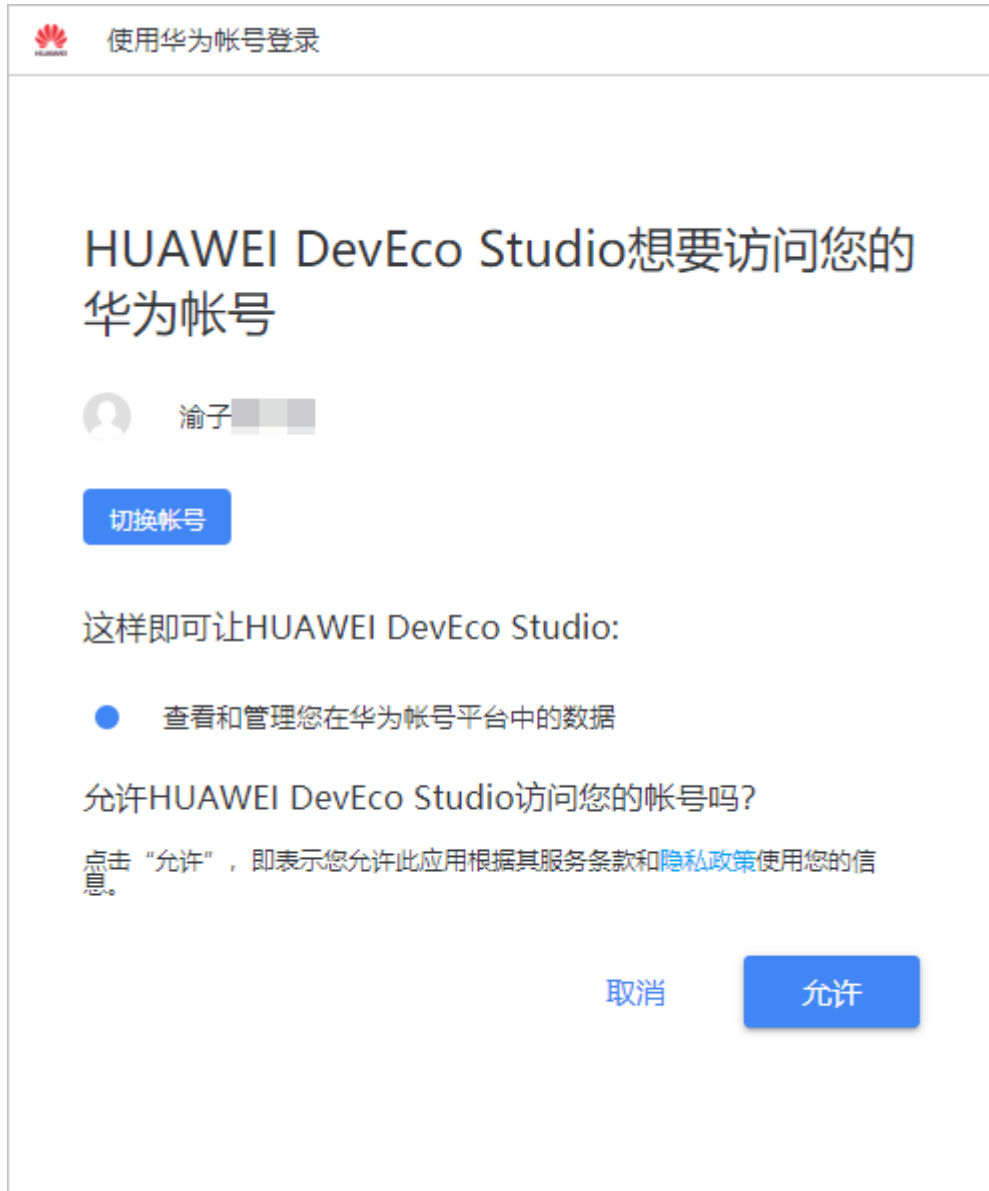 HUAWEI
使用华为帐号登录
HUAWEI DevEco Studio想要访问您的
华为帐号
渝子
切换帐号
这样即可让HUAWEI DevEco Studio:
查看和管理您在华为帐号平台中的数据
允许HUAWEI DevEco Studio访问您的帐号吗?
点击“允许”，即表示您允许此应用根据其服务条款和隐私政策使用您的信
息。
取消
允许